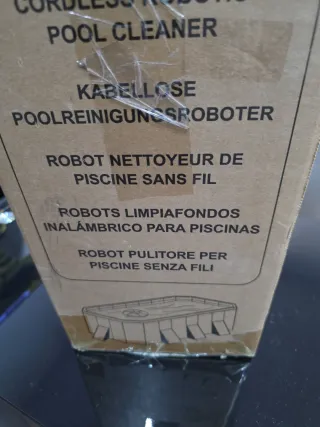 CORDLESS ROBOTIC
POOL CLEANER
KABELLOSE
POOLREINIGUNGSROBOTER
ROBOT NETTOYEUR DE
PISCINE SANS FIL
ROBOTS LIMPIAFONDOS
INALÁMBRICO PARA PISCINAS
ROBOT PULITORE PER
PISCINE SENZA FILI